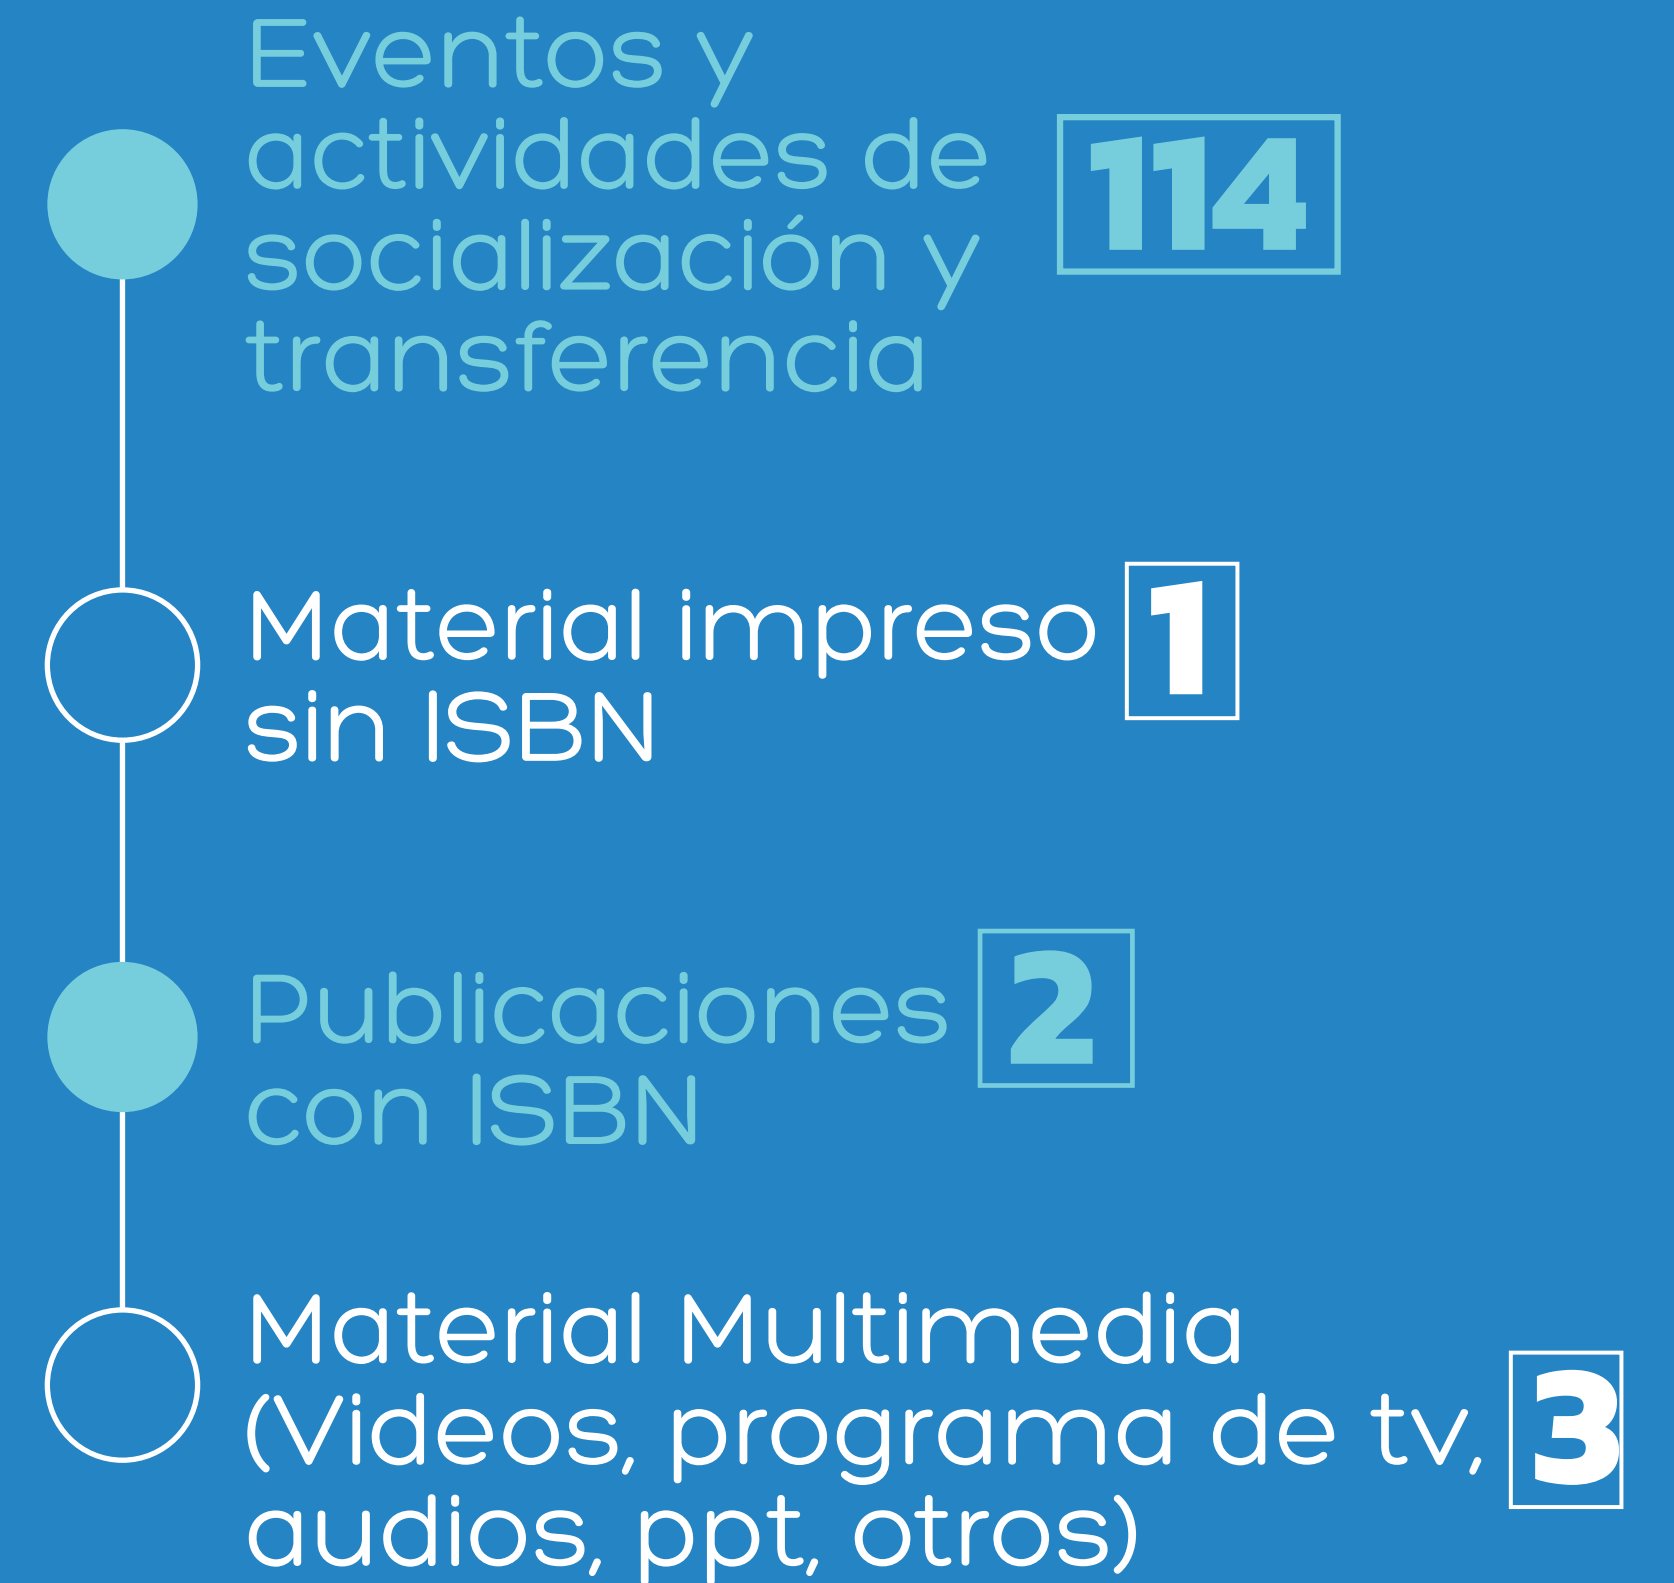 Eventos y
actividades de
socialización y
transferencia
114
Material impreso
sin ISBN
1
Publicaciones
con ISBN
2
Material Multimedia
(Videos, programa de tv,
audios, ppt, otros)
3